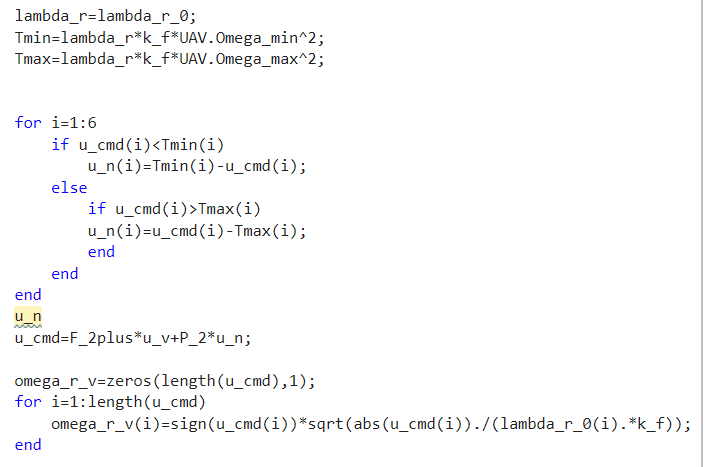 lambda_r=lambda_r_0;
Tmin=lambda_r*k_f*UAV.Omega_min^2;
Tmax=lambda_r*k_f*UAV.Omega_max^2;
for i=1:6
if u_cmd(i)<Tmin(i)
u_n(i)=Tmin(i)-u_cmd(i);
else
if u_cmd(i)>Tmax(i)
u_n(i)=u_cmd(i)-Tmax(i);
end
end
end
u_n
u_cmd=F_2plus*u_v+P_2*u_n;
omega_r_v=zeros(length(u_cmd),1);
for i=1:length(u_cmd)
omega_r_v(i)=sign(u_cmd(i))*sqrt(abs(u_cmd(i))./(lambda_r_0(i).*k_f));
end